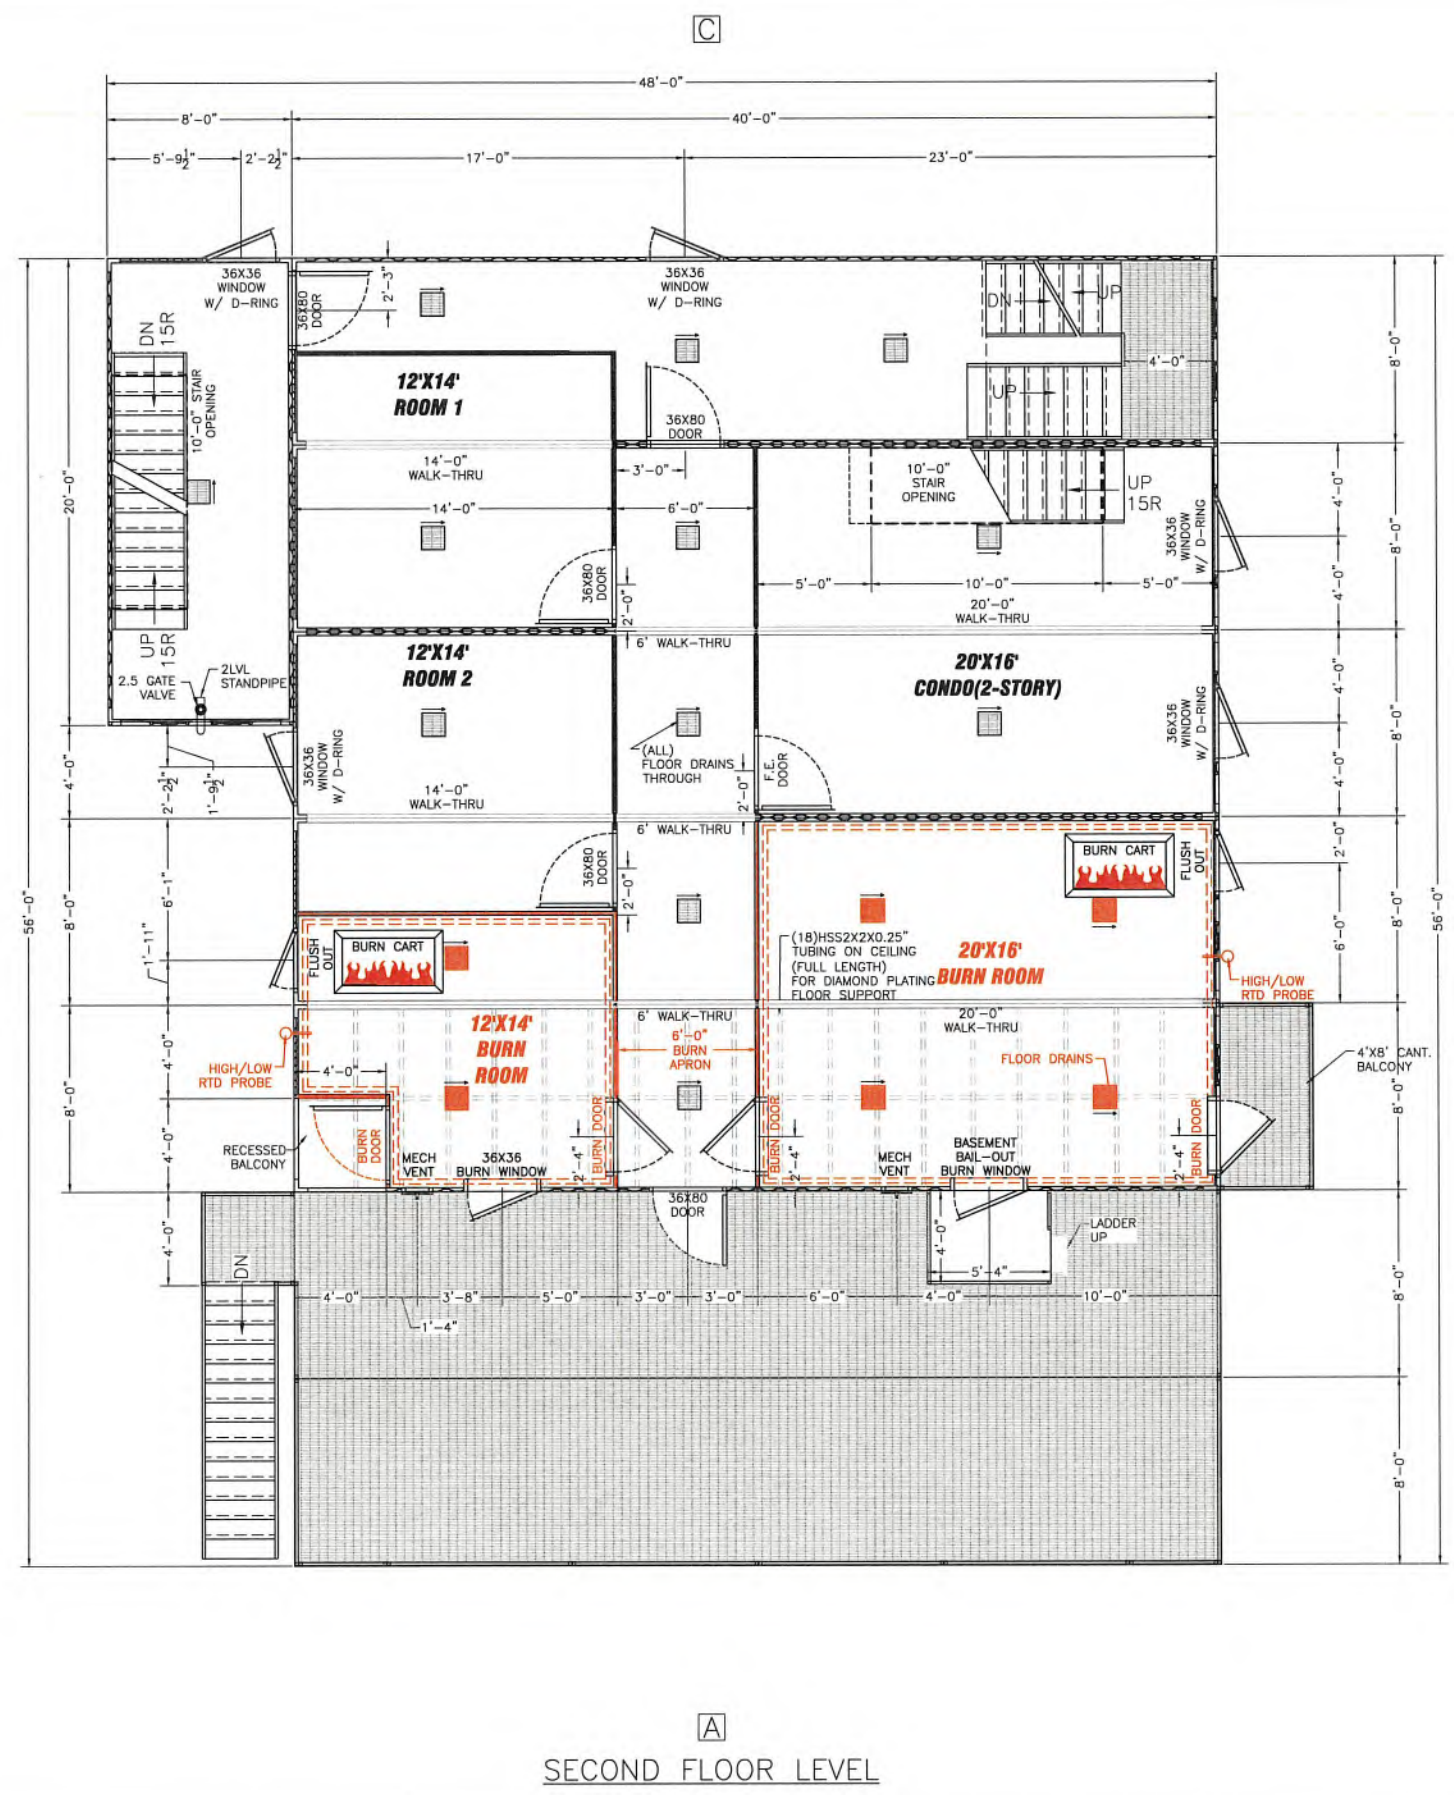 C
48'-0"
8'-0"
40'-0"
5'-9½"
2'-2½"
17'-0"
23'-0"
36X36
WINDOW
W/ D-RING
36X80
DOOR
2'-3"
36X36
WINDOW
W/ D-RING
DN
UP
4'-0"
8'-0"
DN
15R
10'-0" STAIR
OPENING
12'X14'
ROOM 1
36X80
DOOR
UP
14'-0"
WALK-THRU
3'-0"
10'-0"
STAIR
OPENING
UP
15R
36X36
WINDOW
W/ D-RING
4'-0"
8'-0"
20'-0"
14'-0"
6'-0"
36X80
DOOR
2'-0"
5'-0"
10'-0"
5'-0"
4'-0"
20'-0"
WALK-THRU
UP
15R
6' WALK-THRU
12'X14'
ROOM 2
20'X16'
CONDO(2-STORY)
2.5 GATE
VALVE
2LVL
STANDPIPE
36X36
WINDOW
W/ D-RING
4'-0"
8'-0"
36X36
WINDOW
W/ D-RING
(ALL)
FLOOR DRAINS
THROUGH
F.E.
DOOR
2'-0"
4'-0"
4'-0"
2'-2½"
1'-9½"
14'-0"
WALK-THRU
6' WALK-THRU
2'-0"
36X80
DOOR
2'-0"
BURN CART
FLUSH
OUT
56'-0"
8'-0"
6'-1"
1'-11"
6'-0"
8'-0"
56'-0"
FLUSH
OUT
BURN CART
(18)HSS2X2X0.25"
TUBING ON CEILING
(FULL LENGTH)
FOR DIAMOND PLATING
FLOOR SUPPORT
20'X16'
BURN ROOM
HIGH/LOW
RTD PROBE
6' WALK-THRU
20'-0"
WALK-THRU
12'X14'
BURN
ROOM
6'-0"
BURN
APRON
FLOOR DRAINS
4'X8' CANT.
BALCONY
HIGH/LOW
RTD PROBE
4'-0"
4'-0"
8'-0"
8'-0"
4'-0"
RECESSED
BALCONY
BURN
DOOR
MECH
VENT
36X36
BURN WINDOW
2'-4"
BURN DOOR
BURN DOOR
2'-4"
MECH
VENT
BASEMENT
BAIL-OUT
BURN WINDOW
2'-4"
BURN DOOR
36X80
DOOR
4'-0"
4'-0"
LADDER
UP
DN
5'-4"
8'-0"
4'-0"
3'-8"
5'-0"
3'-0"
3'-0"
6'-0"
4'-0"
10'-0"
1'-4"
8'-0"
A
SECOND FLOOR LEVEL